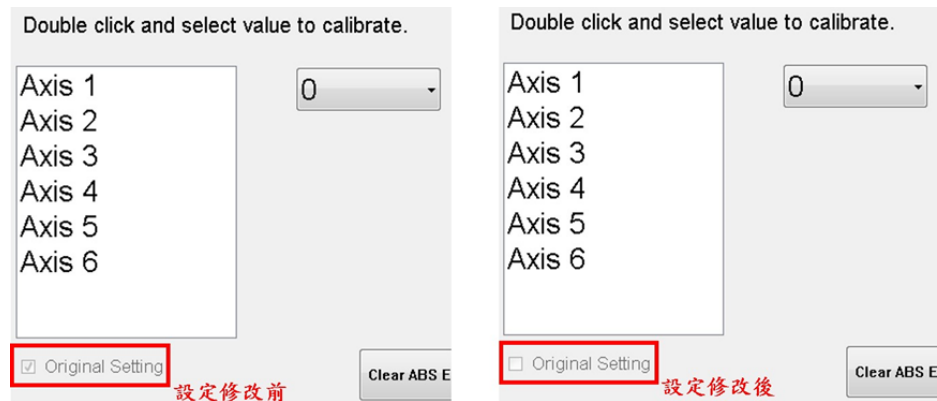 Double click and select value to calibrate.
Axis 1
Axis 2
Axis 3
Axis 4
Axis 5
Axis 6
0
Original Setting
設定修改前
Clear ABS E
Double click and select value to calibrate.
Axis 1
Axis 2
Axis 3
Axis 4
Axis 5
Axis 6
0
Original Setting
設定修改後
Clear ABS E